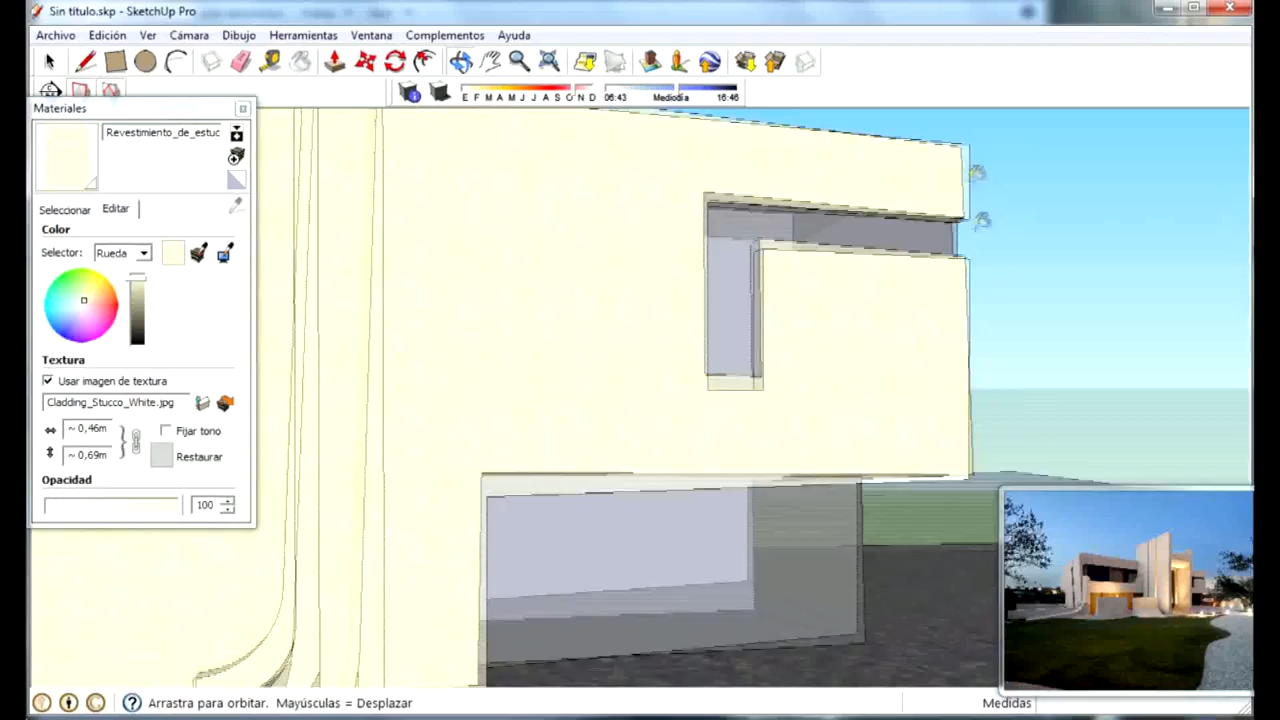 Sin título.skp - SketchUp Pro
Archivo Edición Ver Cámara Dibujo Herramientas Ventana Complementos Ayuda
E F M A M J J A S O N D 06:43 Mediodía 16:46
Materiales
Revestimiento_de_estuc
Seleccionar Editar
Color
Selector: Rueda
Textura
Usar imagen de textura
Cladding_Stucco_White.jpg
~ 0,46m Fijar tono
~ 0,69m Restaurar
Opacidad
100
Arrastra para orbitar. Mayúsculas = Desplazar Medidas